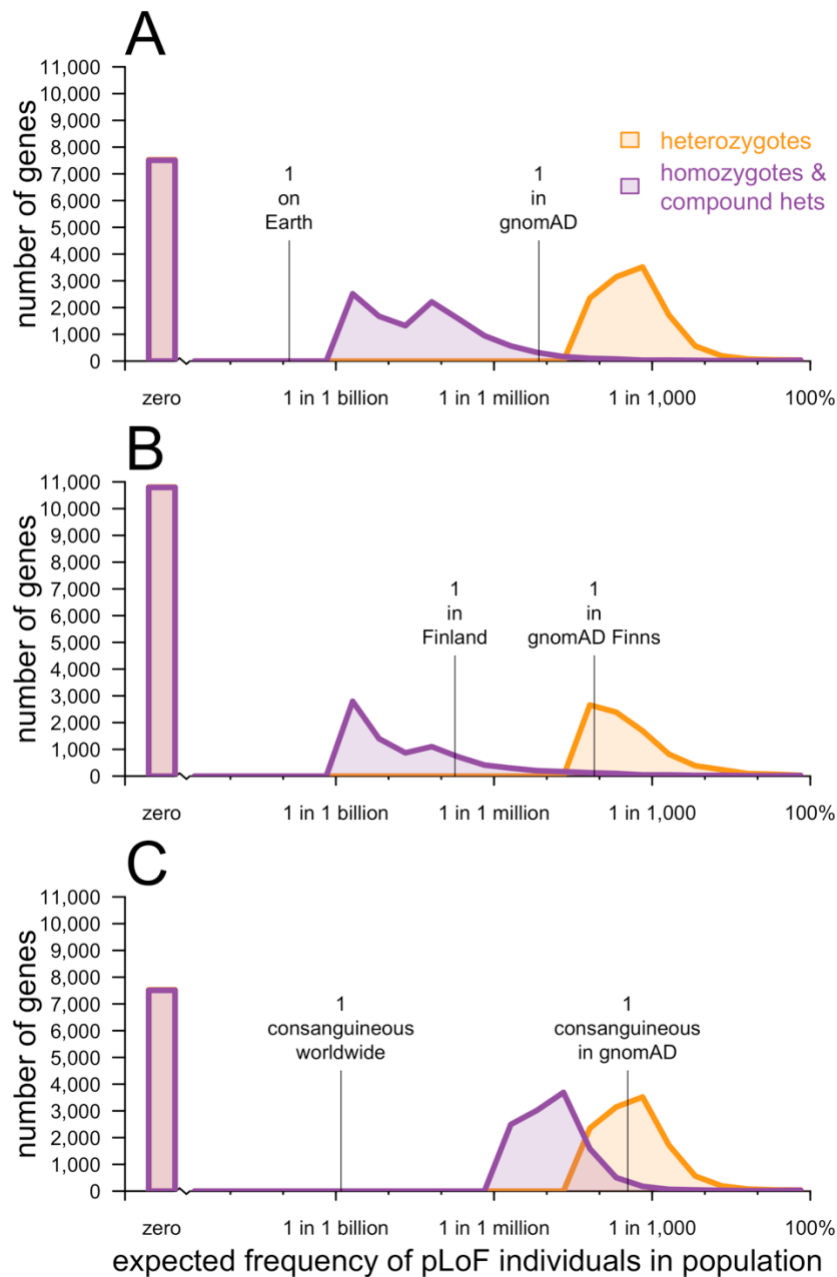 A
11,000
10,000
9,000
8,000
7,000
6,000
5,000
4,000
3,000
2,000
1,000
0
number of genes
1
on
Earth
1
in
gnomAD
heterozygotes
homozygotes &
compound hets
zero
1 in 1 billion
1 in 1 million
1 in 1,000
100%
B
11,000
10,000
9,000
8,000
7,000
6,000
5,000
4,000
3,000
2,000
1,000
0
number of genes
1
in
Finland
1
in
gnomAD Finns
zero
1 in 1 billion
1 in 1 million
1 in 1,000
100%
C
11,000
10,000
9,000
8,000
7,000
6,000
5,000
4,000
3,000
2,000
1,000
0
number of genes
1
consanguineous
worldwide
1
consanguineous
in gnomAD
zero
1 in 1 billion
1 in 1 million
1 in 1,000
100%
expected frequency of pLoF individuals in population